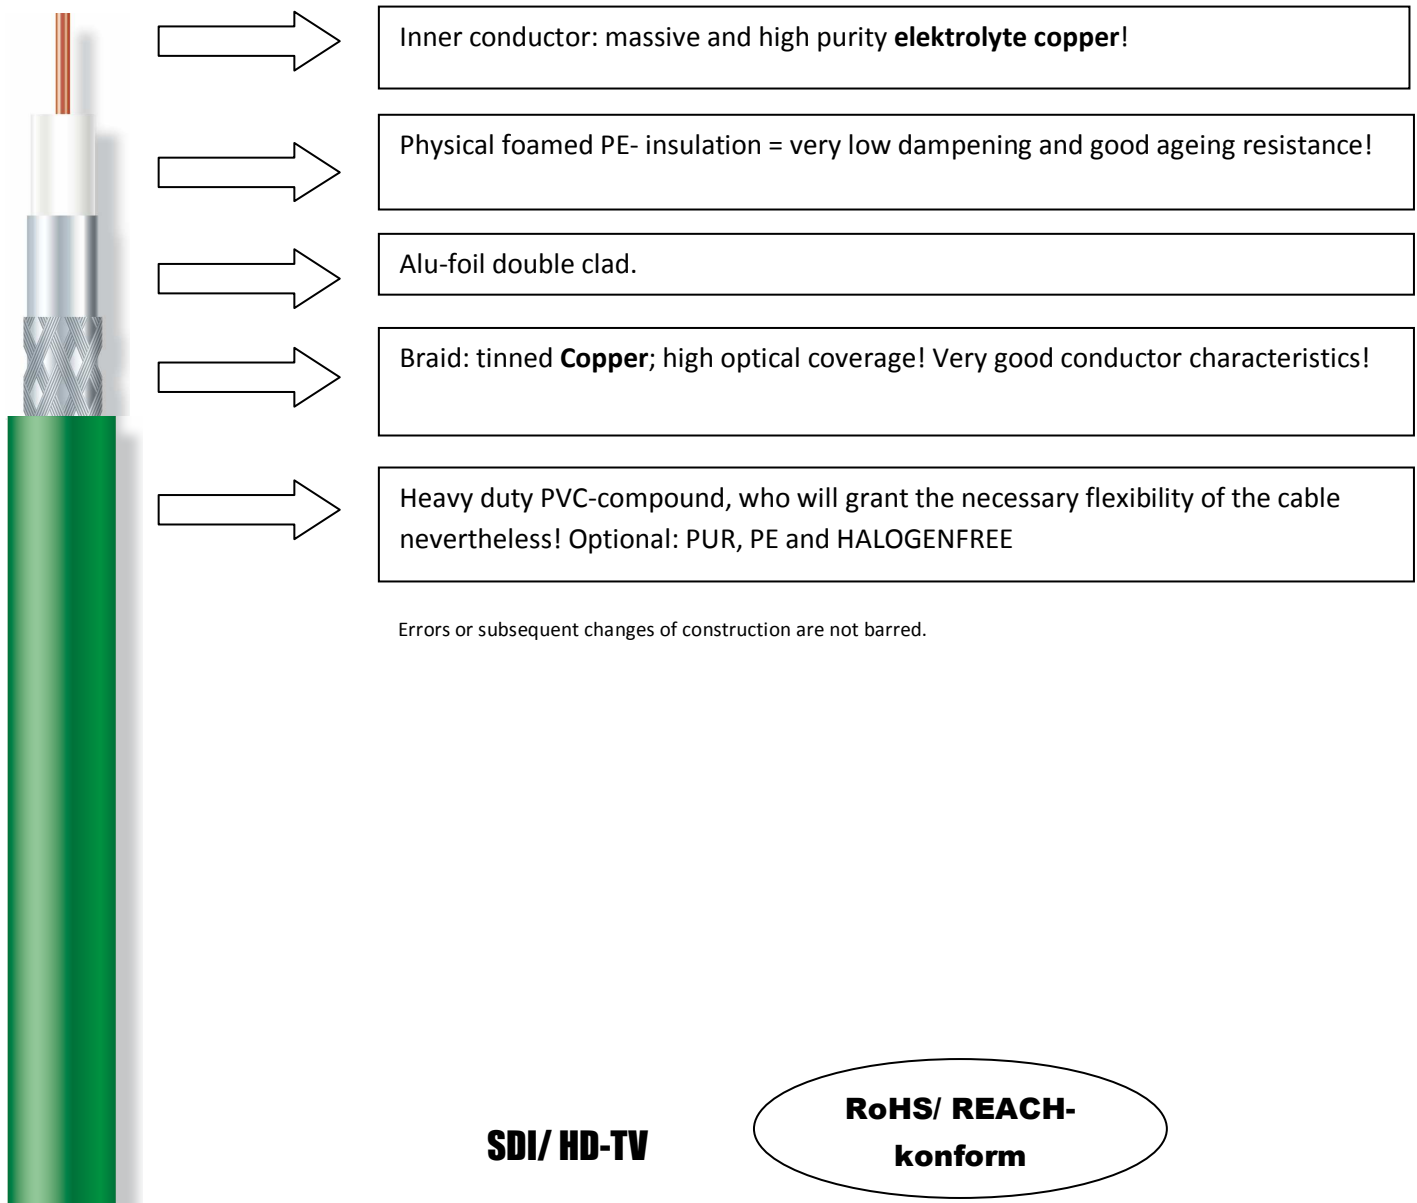 Inner conductor: massive and high purity elektrolyte copper!
Physical foamed PE- insulation = very low dampening and good ageing resistance!
Alu-foil double clad.
Braid: tinned Copper; high optical coverage! Very good conductor characteristics!
Heavy duty PVC-compound, who will grant the necessary flexibility of the cable
nevertheless! Optional: PUR, PE and HALOGENFREE
Errors or subsequent changes of construction are not barred.
SDI/ HD-TV
RoHS/ REACH-
konform